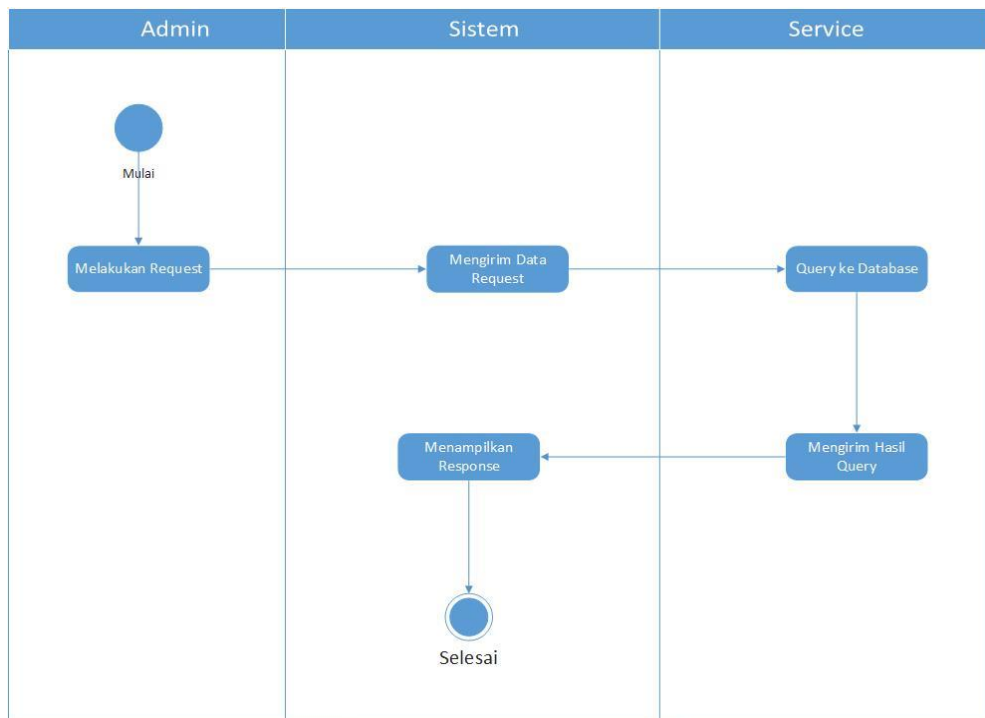 Admin
Sistem
Service
Mulai
Melakukan Request
Mengirim Data
Request
Query ke Database
Menampilkan
Response
Mengirim Hasil
Query
Selesai